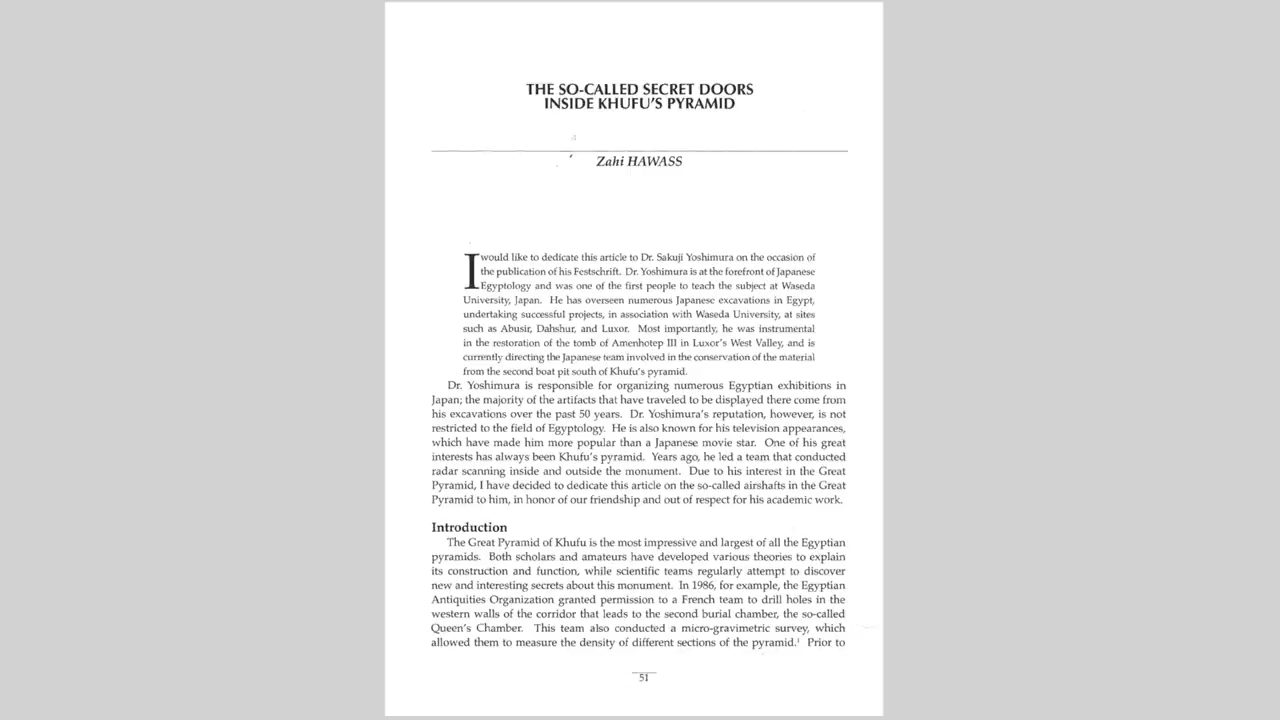 THE SO-CALLED SECRET DOORS
INSIDE KHUFU'S PYRAMID
Zahi HAWASS
I would like to dedicate this article to Dr. Sakuji Yoshimura on the occasion of
the publication of his Festschrift. Dr. Yoshimura is at the forefront of Japanese
Egyptology and was one of the first people to teach the subject at Waseda
University, Japan. He has overseen numerous Japanese excavations in Egypt,
undertaking successful projects, in association with Waseda University, at sites
such as Abusir, Dahshur, and Luxor. Most importantly, he was instrumental
in the restoration of the tomb of Amenhotep III in Luxor's West Valley, and is
currently directing the Japanese team involved in the conservation of the material
from the second boat pit south of Khufu's pyramid.
Dr. Yoshimura is responsible for organizing numerous Egyptian exhibitions in
Japan; the majority of the artifacts that have traveled to be displayed there come from
his excavations over the past 50 years. Dr. Yoshimura's reputation, however, is not
restricted to the field of Egyptology. He is also known for his television appearances,
which have made him more popular than a Japanese movie star. One of his great
interests has always been Khufu's pyramid. Years ago, he led a team that conducted
radar scanning inside and outside the monument. Due to his interest in the Great
Pyramid, I have decided to dedicate this article on the so-called airshafts in the Great
Pyramid to him, in honor of our friendship and out of respect for his academic work.
Introduction
The Great Pyramid of Khufu is the most impressive and largest of all the Egyptian
pyramids. Both scholars and amateurs have developed various theories to explain
its construction and function, while scientific teams regularly attempt to discover
new and interesting secrets about this monument. In 1986, for example, the Egyptian
Antiquities Organization granted permission to a French team to drill holes in the
western walls of the corridor that leads to the second burial chamber, the so-called
Queen's Chamber. This team also conducted a micro-gravimetric survey, which
allowed them to measure the density of different sections of the pyramid.¹ Prior to
51